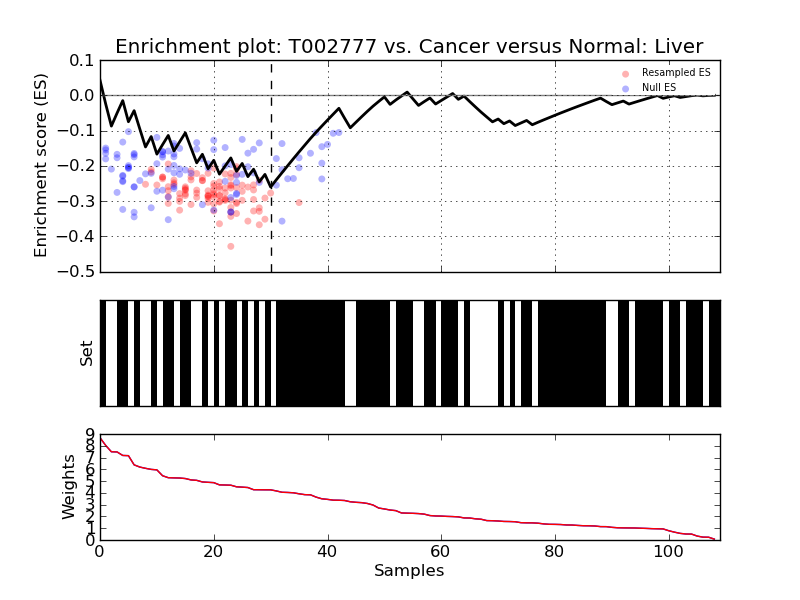 Enrichment plot: T002777 vs. Cancer versus Normal: Liver
0.1
0.0
−0.1
−0.2
−0.3
−0.4
−0.5
Enrichment score (ES)
Resampled ES
Null ES
Set
9
8
7
6
5
4
3
2
1
0
Weights
0 20 40 60 80 100
Samples